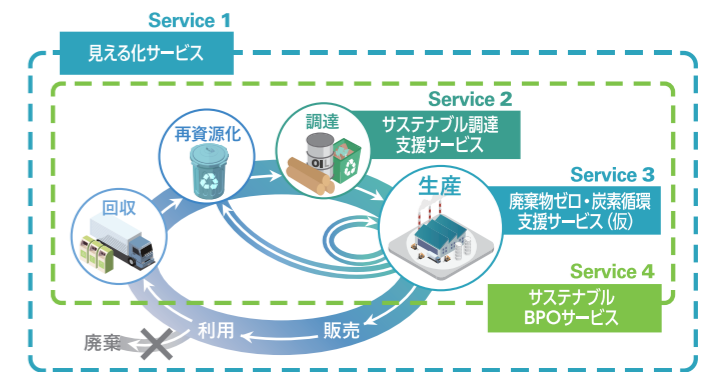 Service 1
見える化サービス
Service 2
調達
サステナブル調達
支援サービス
再資源化
OIL
Service 3
生産
廃棄物ゼロ・炭素循環
支援サービス（仮）
回収
Service 4
サステナブル
BPOサービス
利用
販売
廃棄